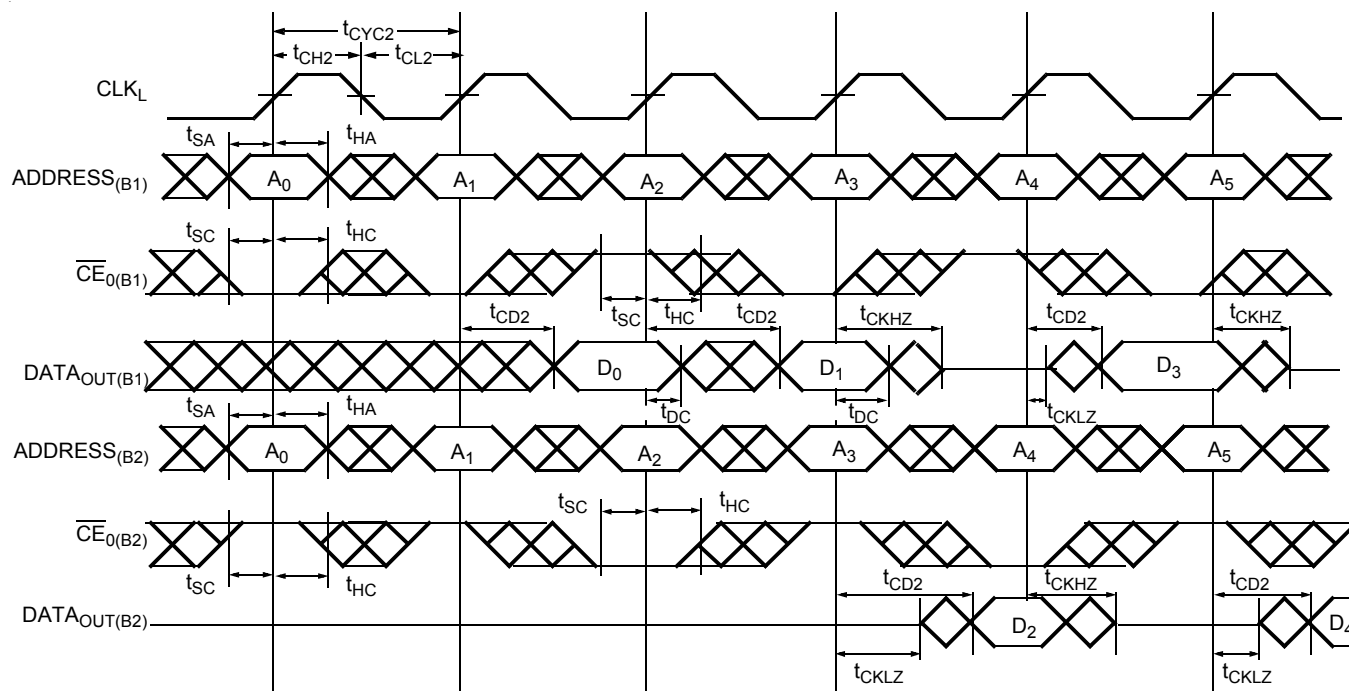 tCYC2
tCH2 tCL2
CLKL
tSA tHA
ADDRESS(B1) A0 A1 A2 A3 A4 A5
tSC tHC
CE0(B1)
tCD2 tSC tHC tCD2 tCKHZ tCD2 tCKHZ
DATAOUT(B1) D0 D1 D3
tSA tHA tDC tDC tCKLZ
ADDRESS(B2) A0 A1 A2 A3 A4 A5
tSC tHC
CE0(B2)
tSC tHC tCD2 tCKHZ tCD2
DATAOUT(B2) D2 D4
tCKLZ tCKLZ